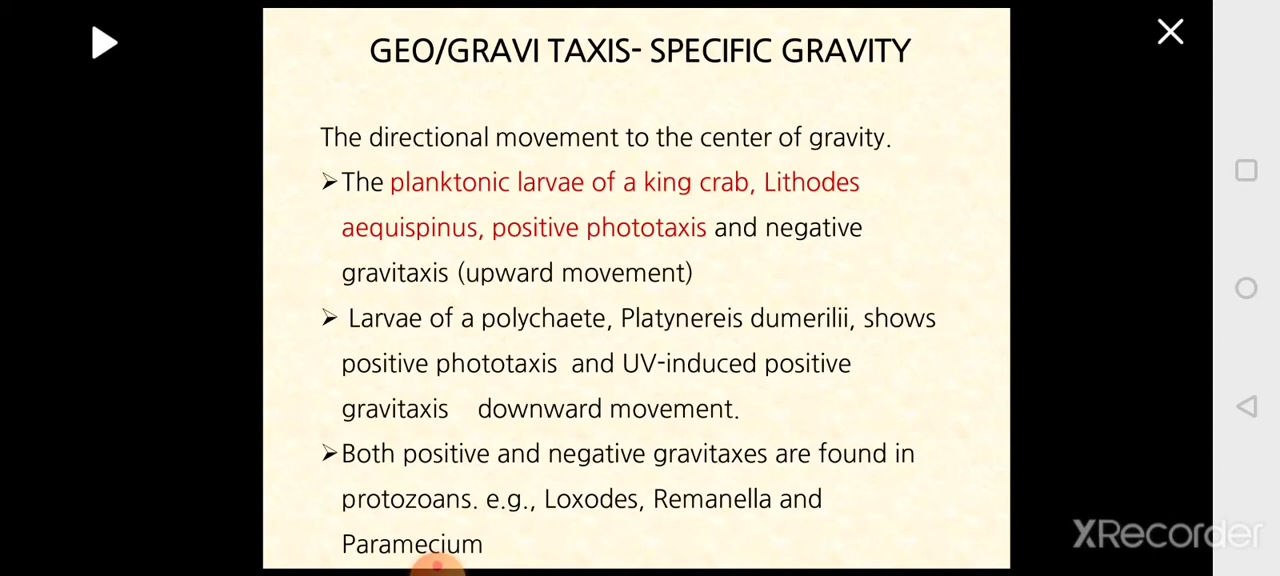 GEO/GRAVI TAXIS- SPECIFIC GRAVITY
The directional movement to the center of gravity.
➢The planktonic larvae of a king crab, Lithodes
aequispinus, positive phototaxis and negative
gravitaxis (upward movement)
➢ Larvae of a polychaete, Platynereis dumerilii, shows
positive phototaxis and UV-induced positive
gravitaxis downward movement.
➢Both positive and negative gravitaxes are found in
protozoans. e.g., Loxodes, Remanella and
Paramecium
XRecorder